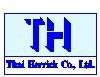 TH
Thai Herrick Co., Ltd.